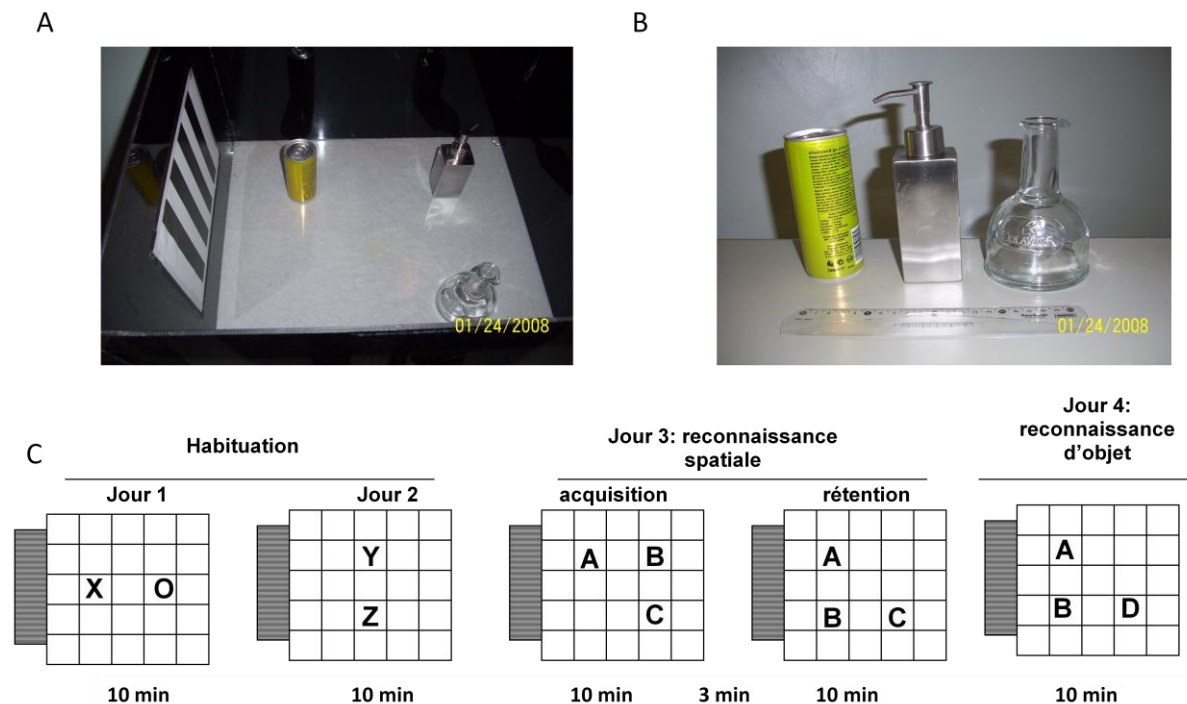 A
B
01/24/2008
01/24/2008
C
Habituation
Jour 3: reconnaissance
spatiale
Jour 4:
reconnaissance
d'objet
Jour 1
Jour 2
acquisition
rétention
X O
Y
Z
A B
C
A
B C
A
B D
10 min
10 min
10 min
3 min
10 min
10 min